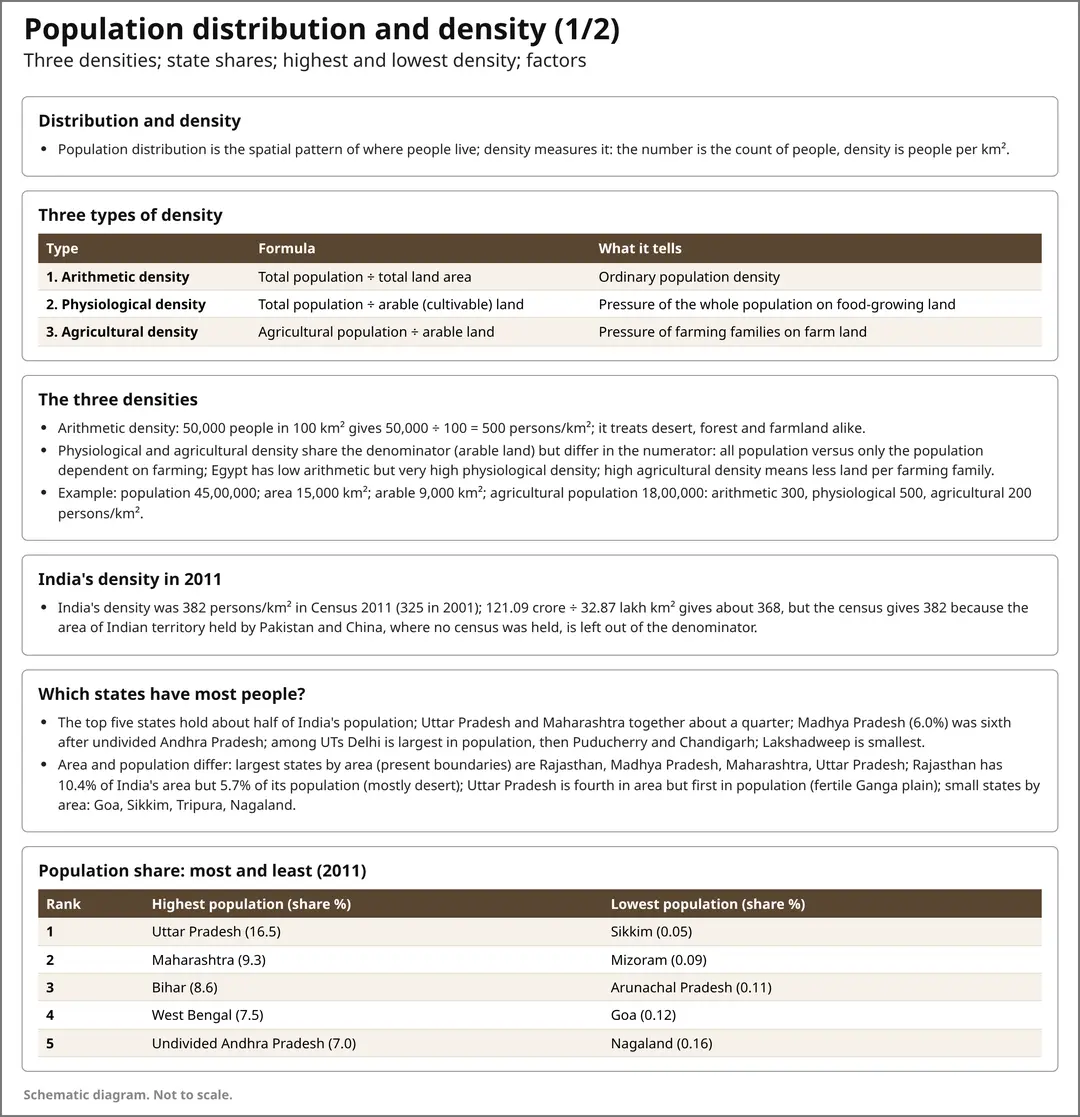 Population distribution and density (1/2)
Three densities; state shares; highest and lowest density; factors
Distribution and density
• Population distribution is the spatial pattern of where people live; density measures it: the number is the count of people, density is people per km².
Three types of density
Type Formula What it tells
1. Arithmetic density Total population ÷ total land area Ordinary population density
2. Physiological density Total population ÷ arable (cultivable) land Pressure of the whole population on food-growing land
3. Agricultural density Agricultural population ÷ arable land Pressure of farming families on farm land
The three densities
• Arithmetic density: 50,000 people in 100 km² gives 50,000 ÷ 100 = 500 persons/km²; it treats desert, forest and farmland alike.
• Physiological and agricultural density share the denominator (arable land) but differ in the numerator: all population versus only the population
dependent on farming; Egypt has low arithmetic but very high physiological density; high agricultural density means less land per farming family.
• Example: population 45,00,000; area 15,000 km²; arable 9,000 km²; agricultural population 18,00,000: arithmetic 300, physiological 500, agricultural 200
persons/km².
India's density in 2011
• India's density was 382 persons/km² in Census 2011 (325 in 2001); 121.09 crore ÷ 32.87 lakh km² gives about 368, but the census gives 382 because the
area of Indian territory held by Pakistan and China, where no census was held, is left out of the denominator.
Which states have most people?
• The top five states hold about half of India's population; Uttar Pradesh and Maharashtra together about a quarter; Madhya Pradesh (6.0%) was sixth
after undivided Andhra Pradesh; among UTs Delhi is largest in population, then Puducherry and Chandigarh; Lakshadweep is smallest.
• Area and population differ: largest states by area (present boundaries) are Rajasthan, Madhya Pradesh, Maharashtra, Uttar Pradesh; Rajasthan has
10.4% of India's area but 5.7% of its population (mostly desert); Uttar Pradesh is fourth in area but first in population (fertile Ganga plain); small states by
area: Goa, Sikkim, Tripura, Nagaland.
Population share: most and least (2011)
Rank Highest population (share %) Lowest population (share %)
1 Uttar Pradesh (16.5) Sikkim (0.05)
2 Maharashtra (9.3) Mizoram (0.09)
3 Bihar (8.6) Arunachal Pradesh (0.11)
4 West Bengal (7.5) Goa (0.12)
5 Undivided Andhra Pradesh (7.0) Nagaland (0.16)
Schematic diagram. Not to scale.